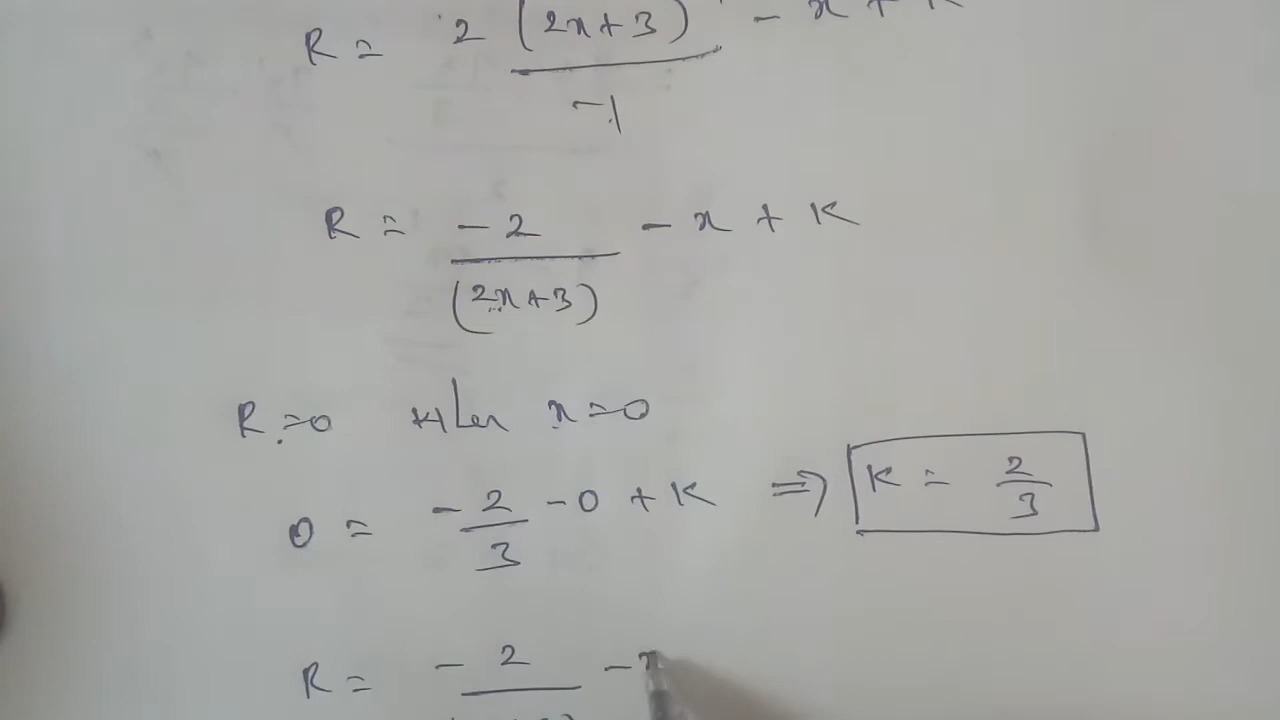 R = 2 (2x+3) / -1 - x + K
R = -2 / (2x+3) - x + K
R=0 When x=0
0 = -2/3 -0 + K ⇒ K = 2/3
R = -2 / -x